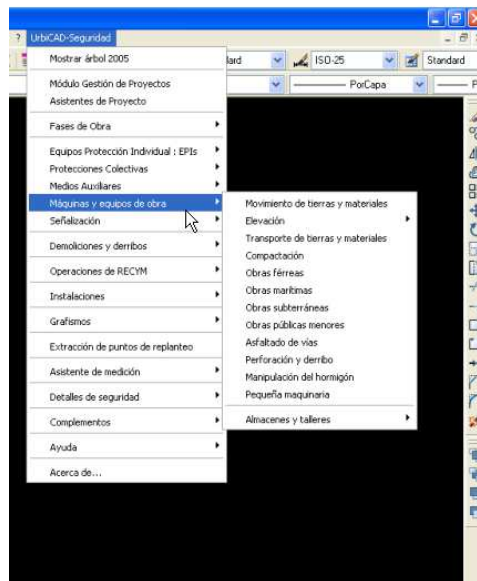 ? UrbiCAD-Seguridad
Mostrar árbol 2005
dard
ISO-25
Standard
Módulo Gestión de Proyectos
PorCapa
Asistentes de Proyecto
Fases de Obra
Equipos Protección Individual : EPIs
Protecciones Colectivas
Medios Auxiliares
Máquinas y equipos de obra
Señalización
Demoliciones y derribos
Operaciones de RECYM
Instalaciones
Grafismos
Extracción de puntos de replanteo
Asistente de medición
Detalles de seguridad
Complementos
Ayuda
Acerca de...
Movimiento de tierras y materiales
Elevación
Transporte de tierras y materiales
Compactación
Obras férreas
Obras marítimas
Obras subterráneas
Obras públicas menores
Asfaltado de vías
Perforación y derribo
Manipulación del hormigón
Pequeña maquinaria
Almacenes y talleres